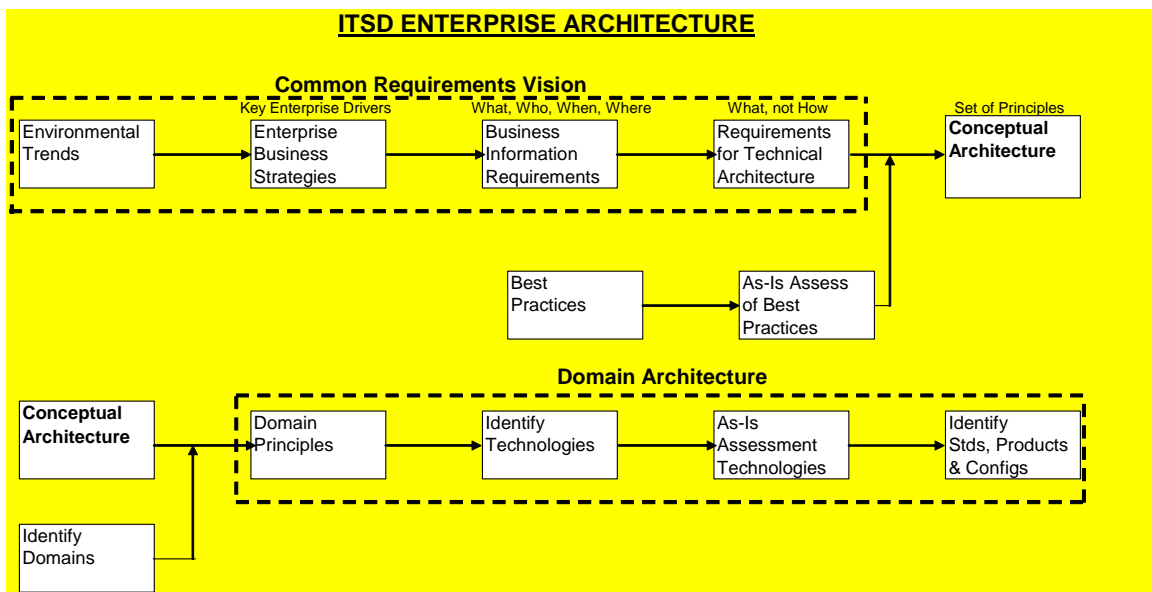 ITSD ENTERPRISE ARCHITECTURE
Common Requirements Vision
Key Enterprise Drivers
What, Who, When, Where
What, not How
Set of Principles
Environmental
Trends
Enterprise
Business
Strategies
Business
Information
Requirements
Requirements
for Technical
Architecture
Conceptual
Architecture
Best
Practices
As-Is Assess
of Best
Practices
Domain Architecture
Conceptual
Architecture
Domain
Principles
Identify
Technologies
As-Is
Assessment
Technologies
Identify
Stds, Products
& Configs
Identify
Domains